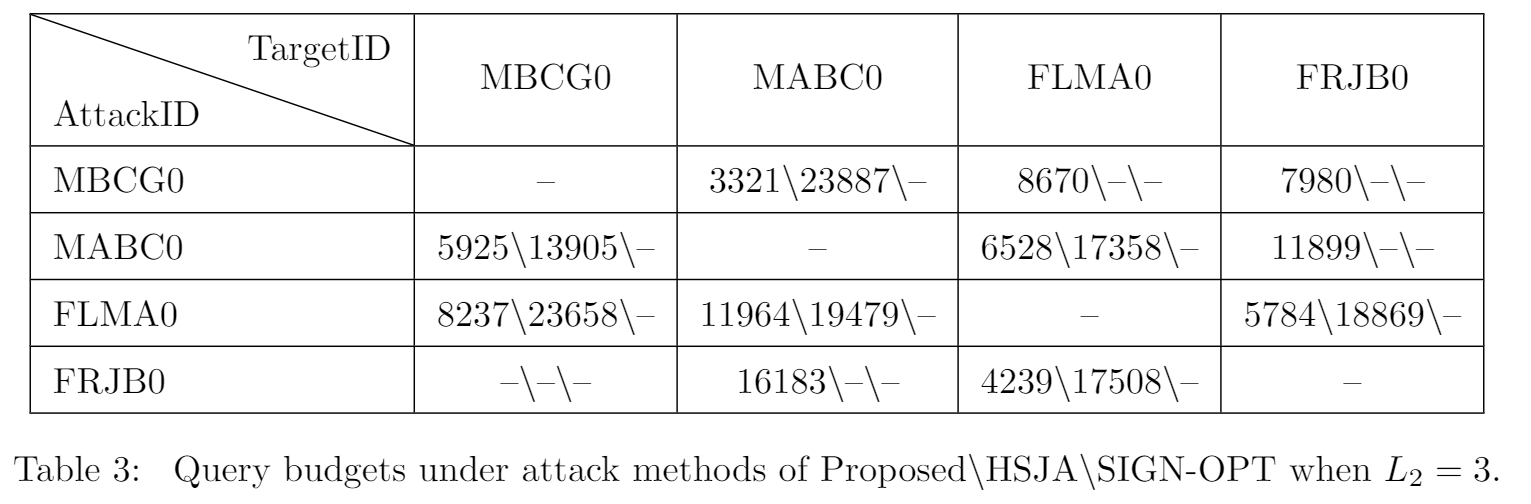 TargetID
AttackID
MBCG0 MABC0 FLMA0 FRJB0
MBCG0 – 3321\23887\– 8670\–\– 7980\–\–
MABC0 5925\13905\– – 6528\17358\– 11899\–\–
FLMA0 8237\23658\– 11964\19479\– – 5784\18869\–
FRJB0 –\–\– 16183\–\– 4239\17508\– –
Table 3: Query budgets under attack methods of Proposed\HSJA\SIGN-OPT when L₂ = 3.